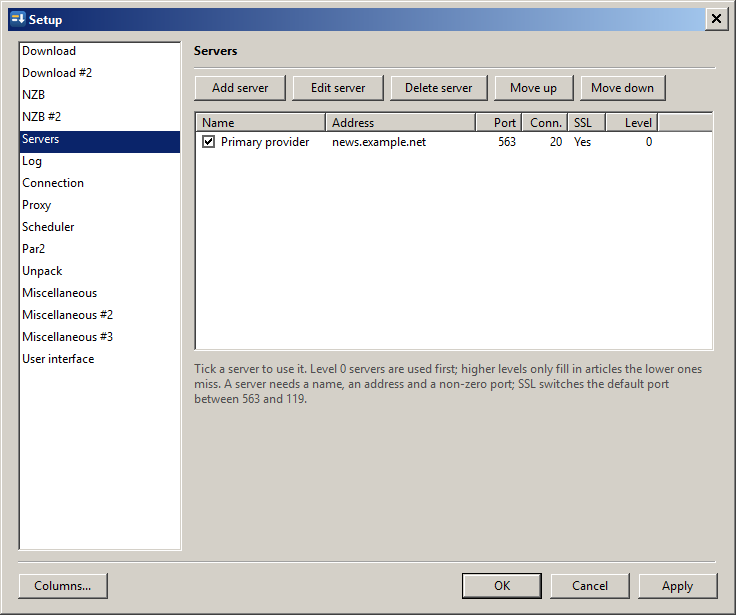 Setup
Download
Download #2
NZB
NZB #2
Servers
Log
Connection
Proxy
Scheduler
Par2
Unpack
Miscellaneous
Miscellaneous #2
Miscellaneous #3
User interface
Servers
Add server Edit server Delete server Move up Move down
Name Address Port Conn. SSL Level
Primary provider news.example.net 563 20 Yes 0
Tick a server to use it. Level 0 servers are used first; higher levels only fill in articles the lower ones
miss. A server needs a name, an address and a non-zero port; SSL switches the default port
between 563 and 119.
Columns... OK Cancel Apply